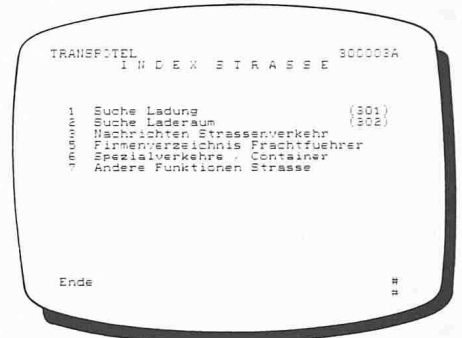 TRANSPOTEL 300003A
I N D E X S T R A S S E
1 Suche Ladung (301)
2 Suche Laderaum (302)
3 Nachrichten Strassenverkehr
5 Firmenverzeichnis Frachtfuehrer
6 Spezialverkehre , Container
7 Andere Funktionen Strasse
Ende #
#